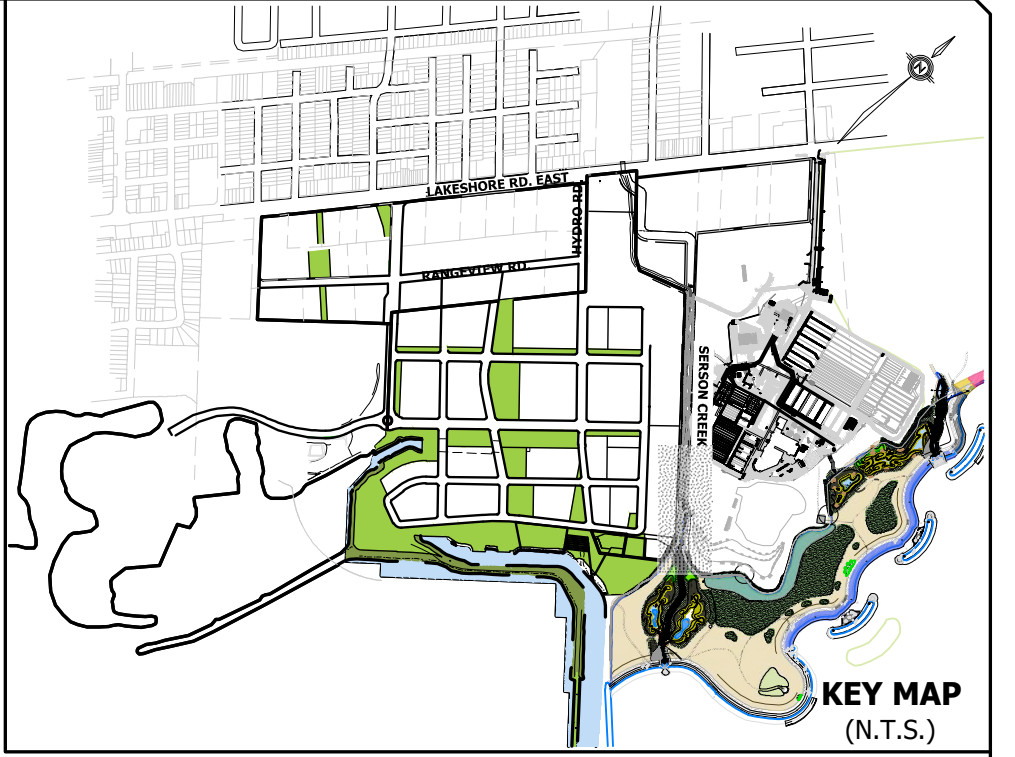 N
LAKESHORE RD. EAST
HYDRO RD.
RANGEVIEW RD.
SERSON CREEK
KEY MAP
(N.T.S.)